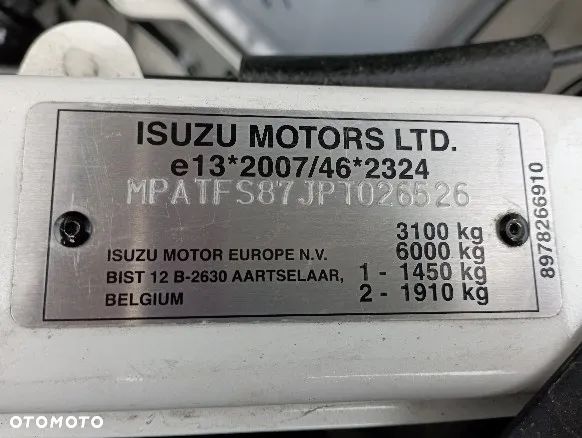 ISUZU MOTORS LTD.
e13*2007/46*2324
MPATFS87JPT026526
3100 kg
ISUZU MOTOR EUROPE N.V. 6000 kg
BIST 12 B-2630 AARTSELAAR, 1 - 1450 kg
BELGIUM 2 - 1910 kg
8978266910
OTOMOTO